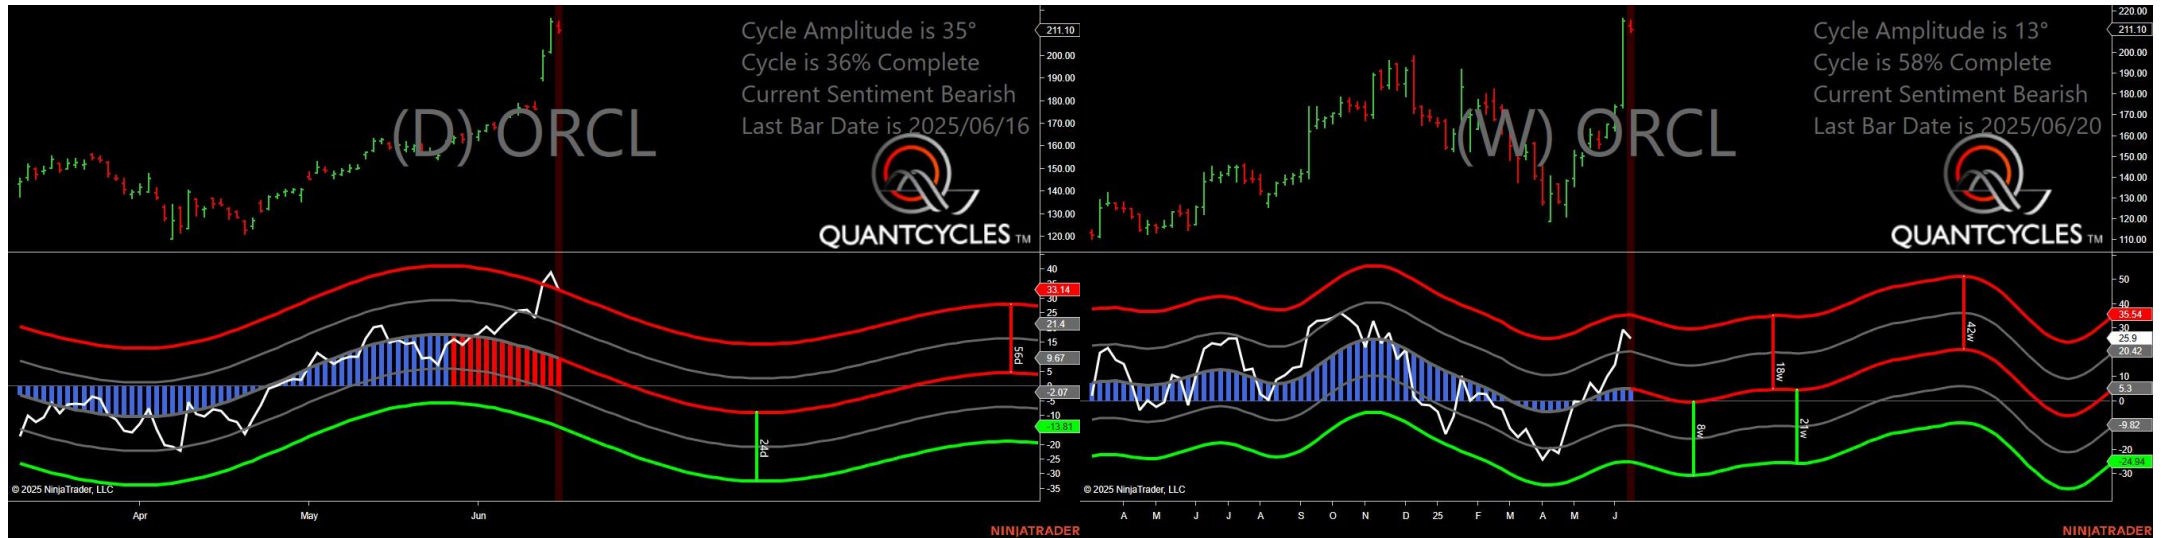 Cycle Amplitude is 35°
Cycle is 36% Complete
Current Sentiment Bearish
Last Bar Date is 2025/06/16
(D) ORCL
QUANTCYCLES TM
211.10
200.00
190.00
180.00
170.00
160.00
150.00
140.00
130.00
120.00
40
33.14
30
25
21.4
15
9.67
5
-2.07
-5
-10
-13.81
-20
-25
-30
-35
24d
56d
© 2025 NinjaTrader, LLC
Apr May Jun
NINJATRADER
Cycle Amplitude is 13°
Cycle is 58% Complete
Current Sentiment Bearish
Last Bar Date is 2025/06/20
(W) ORCL
QUANTCYCLES TM
220.00
211.10
200.00
190.00
180.00
170.00
160.00
150.00
140.00
130.00
120.00
110.00
50
40
35.54
30
25.9
20.42
10
5.3
0
-9.82
-20
-24.94
-30
8w
18w
21w
42w
© 2025 NinjaTrader, LLC
A M J J A S O N D 25 F M A M J
NINJATRADER